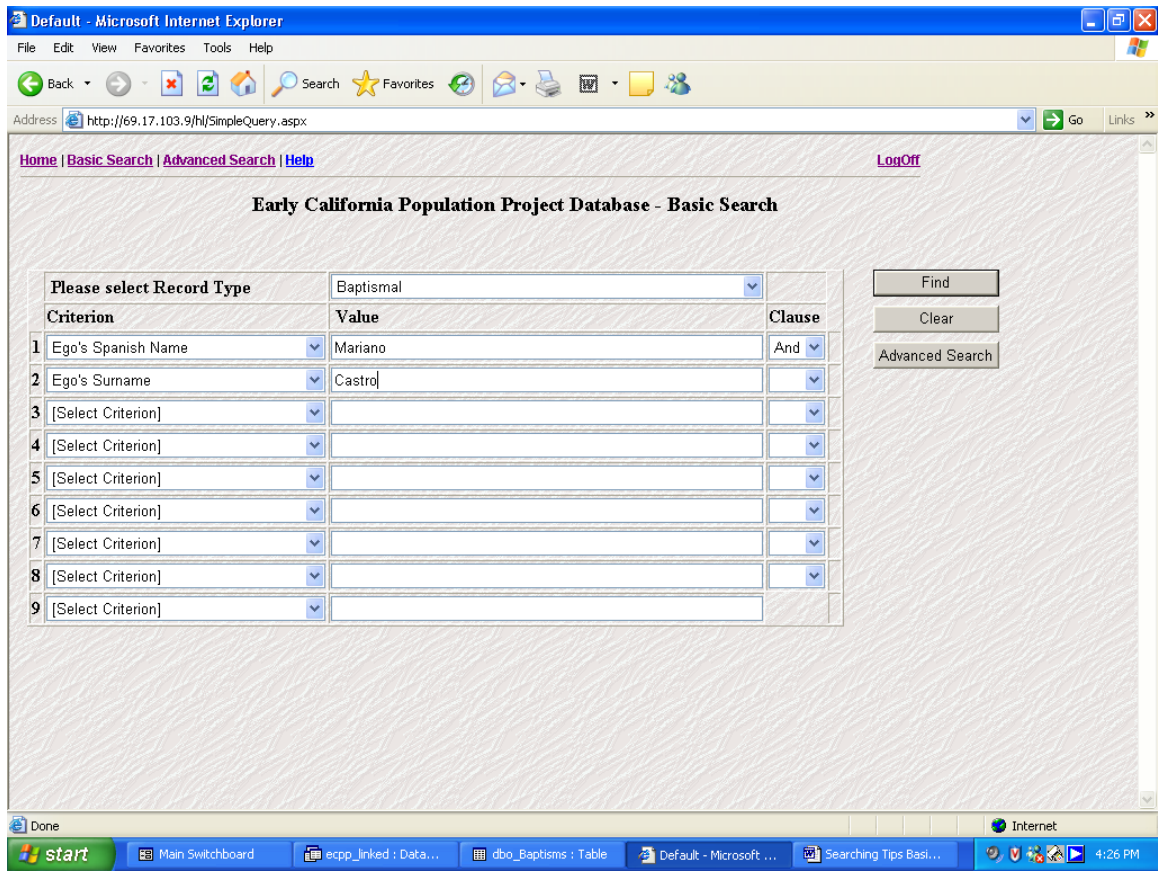 Default - Microsoft Internet Explorer
File Edit View Favorites Tools Help
Back Search Favorites
Address http://69.17.103.9/hl/SimpleQuery.aspx Go Links »
Home | Basic Search | Advanced Search | Help LogOff
Early California Population Project Database - Basic Search
Please select Record Type Baptismal Find
Criterion Value Clause Clear
1 Ego's Spanish Name Mariano And Advanced Search
2 Ego's Surname Castro
3 [Select Criterion]
4 [Select Criterion]
5 [Select Criterion]
6 [Select Criterion]
7 [Select Criterion]
8 [Select Criterion]
9 [Select Criterion]
Done Internet
start Main Switchboard ecpp_linked : Data... dbo_Baptisms : Table Default - Microsoft ... Searching Tips Basi... 4:26 PM